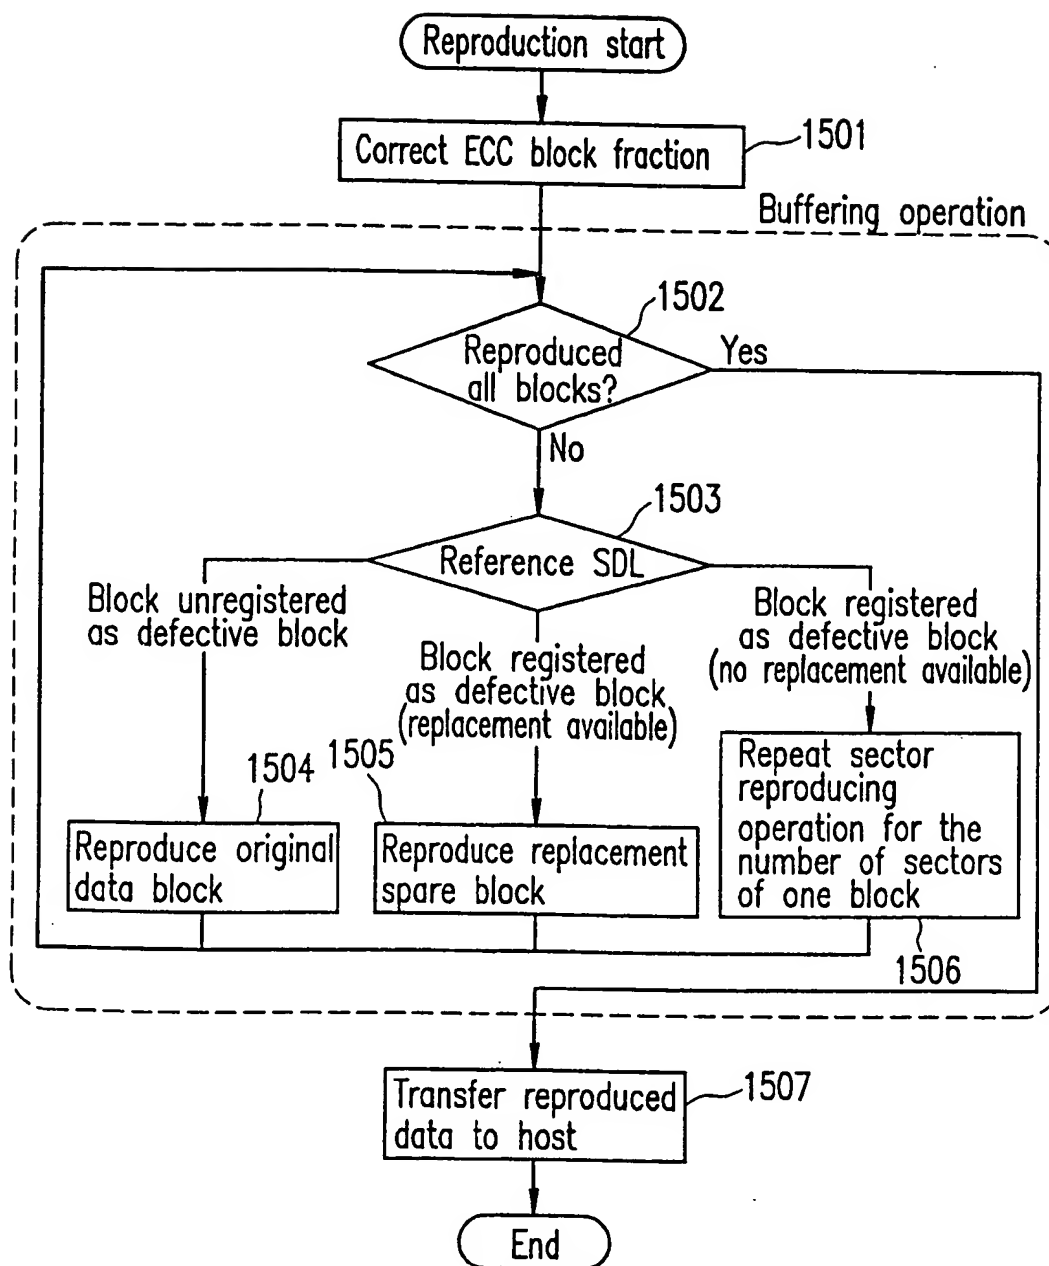 Reproduction start
Correct ECC block fraction
1501
Buffering operation
1502
Reproduced
all blocks?
Yes
No
1503
Reference SDL
Block unregistered
as defective block
Block registered
as defective block
(replacement available)
Block registered
as defective block
(no replacement available)
1504
Reproduce original
data block
1505
Reproduce replacement
spare block
Repeat sector
reproducing
operation for the
number of sectors
of one block
1506
Transfer reproduced
data to host
1507
End